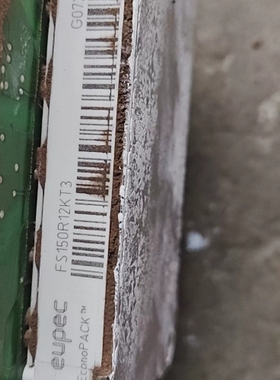 eupec
EconoPACK™
FS150R12KT3
G07